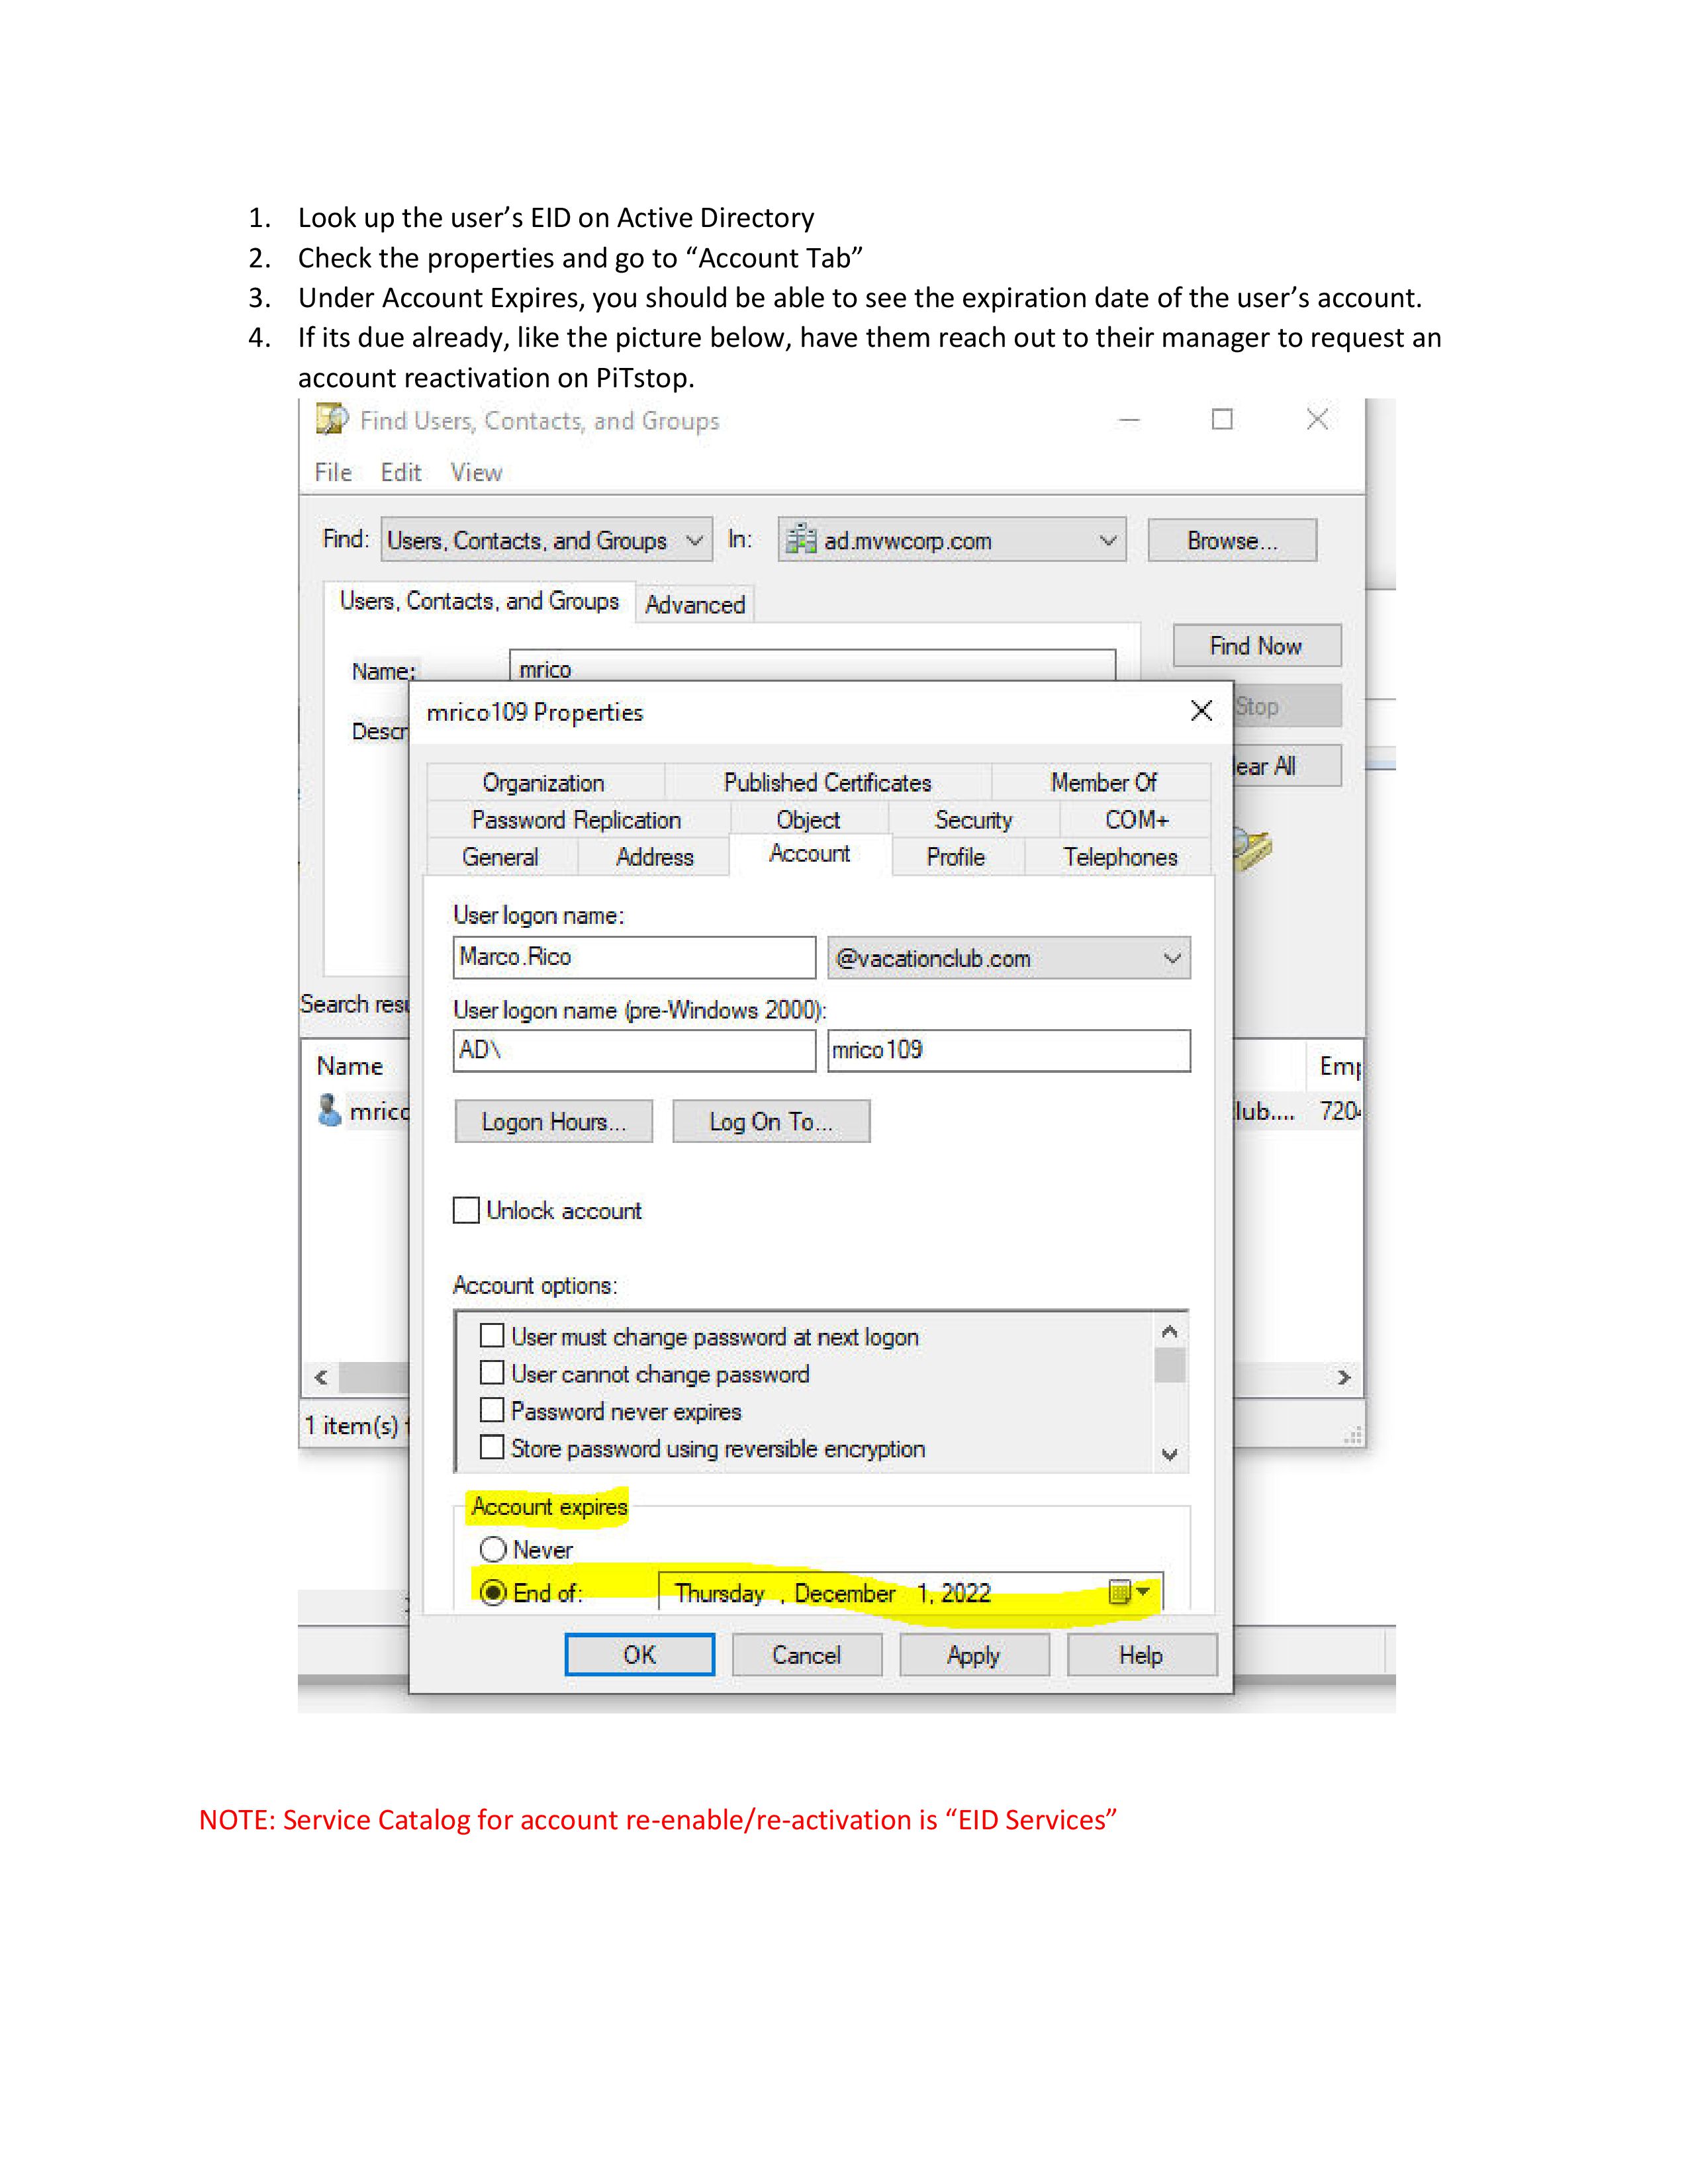 1. Look up the user’s EID on Active Directory
2. Check the properties and go to “Account Tab”
3. Under Account Expires, you should be able to see the expiration date of the user’s account.
4. If its due already, like the picture below, have them reach out to their manager to request an
account reactivation on PiTstop.
Find Users, Contacts, and Groups
File Edit View
Find: Users, Contacts, and Groups In: ad.mvwcorp.com Browse...
Users, Contacts, and Groups Advanced
Find Now
Name: mrico
Stop
mrico109 Properties
Descr
lear All
Organization Published Certificates Member Of
Password Replication Object Security COM+
General Address Account Profile Telephones
User logon name:
Marco.Rico @vacationclub.com
Search resu
User logon name (pre-Windows 2000):
AD\ mrico109
Name Emp
mrico lub.... 720
Logon Hours... Log On To...
Unlock account
Account options:
User must change password at next logon
User cannot change password
Password never expires
Store password using reversible encryption
1 item(s) f
Account expires
Never
End of: Thursday , December 1, 2022
OK Cancel Apply Help
NOTE: Service Catalog for account re-enable/re-activation is “EID Services”